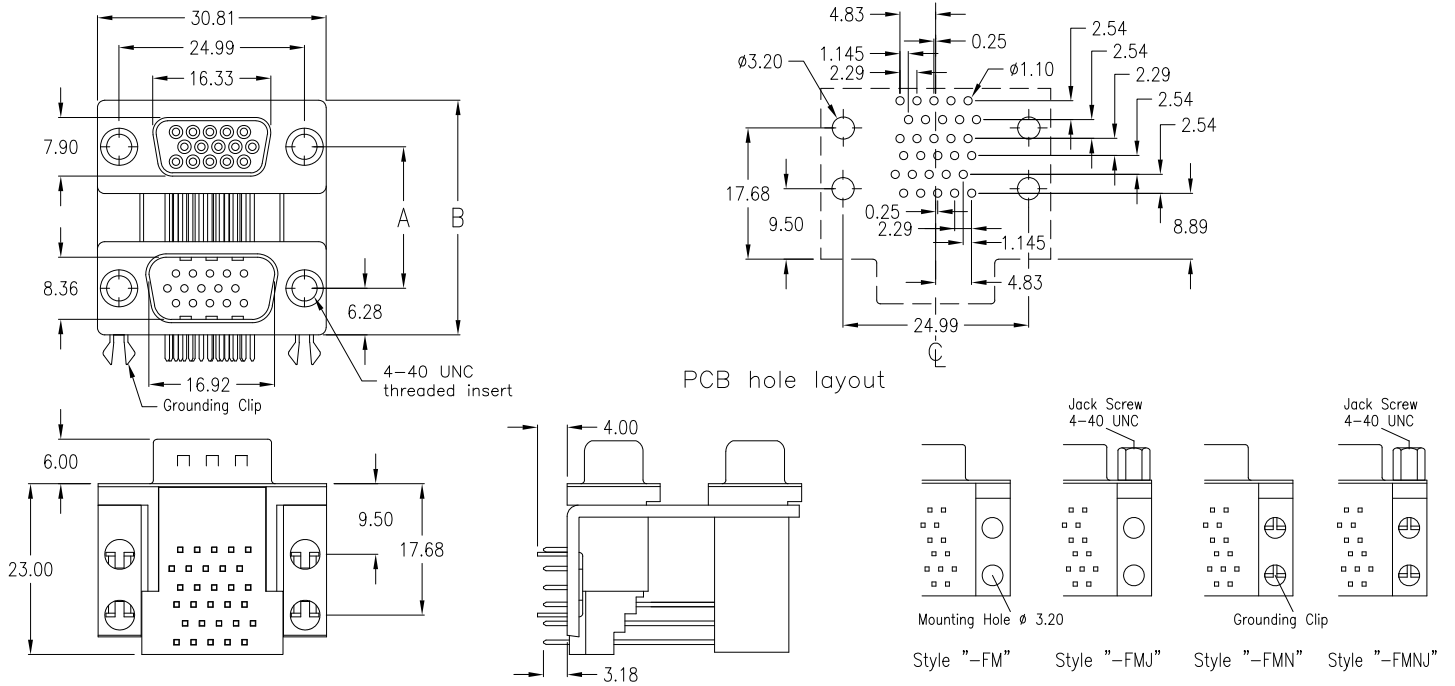 30.81
24.99
16.33
7.90
A
B
8.36
6.28
16.92
4-40 UNC
threaded insert
Grounding Clip
4.83
0.25
1.145
2.29
ø3.20
ø1.10
2.54
2.54
2.29
2.54
2.54
17.68
9.50
0.25
2.29
1.145
4.83
8.89
24.99
PCB hole layout
6.00
23.00
9.50
17.68
4.00
3.18
Jack Screw
4-40 UNC
Jack Screw
4-40 UNC
Mounting Hole ø 3.20
Grounding Clip
Style "-FM"
Style "-FMJ"
Style "-FMN"
Style "-FMNJ"